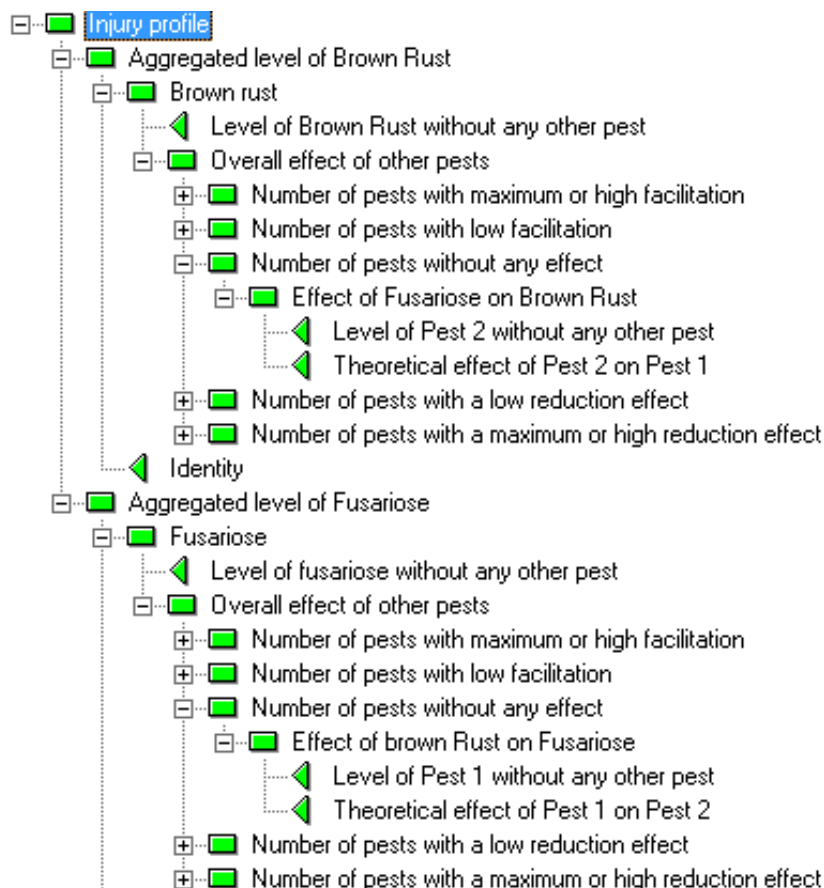 Injury profile
Aggregated level of Brown Rust
Brown rust
Level of Brown Rust without any other pest
Overall effect of other pests
Number of pests with maximum or high facilitation
Number of pests with low facilitation
Number of pests without any effect
Effect of Fusariose on Brown Rust
Level of Pest 2 without any other pest
Theoretical effect of Pest 2 on Pest 1
Number of pests with a low reduction effect
Number of pests with a maximum or high reduction effect
Identity
Aggregated level of Fusariose
Fusariose
Level of fusariose without any other pest
Overall effect of other pests
Number of pests with maximum or high facilitation
Number of pests with low facilitation
Number of pests without any effect
Effect of brown Rust on Fusariose
Level of Pest 1 without any other pest
Theoretical effect of Pest 1 on Pest 2
Number of pests with a low reduction effect
Number of pests with a maximum or high reduction effect